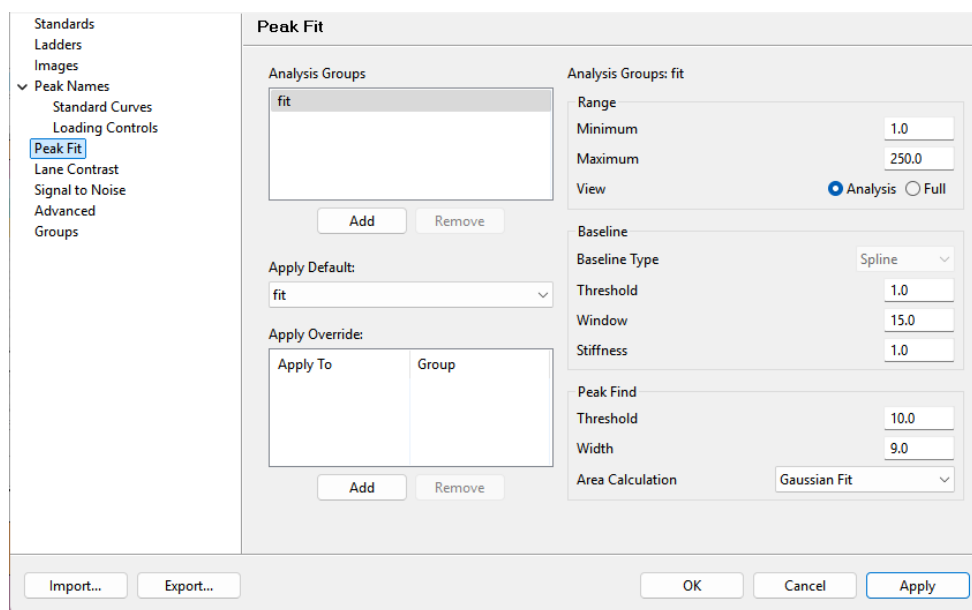 Standards
Ladders
Images
Peak Names
Standard Curves
Loading Controls
Peak Fit
Lane Contrast
Signal to Noise
Advanced
Groups
Peak Fit
Analysis Groups
fit
Add Remove
Apply Default:
fit
Apply Override:
Apply To Group
Add Remove
Analysis Groups: fit
Range
Minimum 1.0
Maximum 250.0
View Analysis Full
Baseline
Baseline Type Spline
Threshold 1.0
Window 15.0
Stiffness 1.0
Peak Find
Threshold 10.0
Width 9.0
Area Calculation Gaussian Fit
Import... Export... OK Cancel Apply